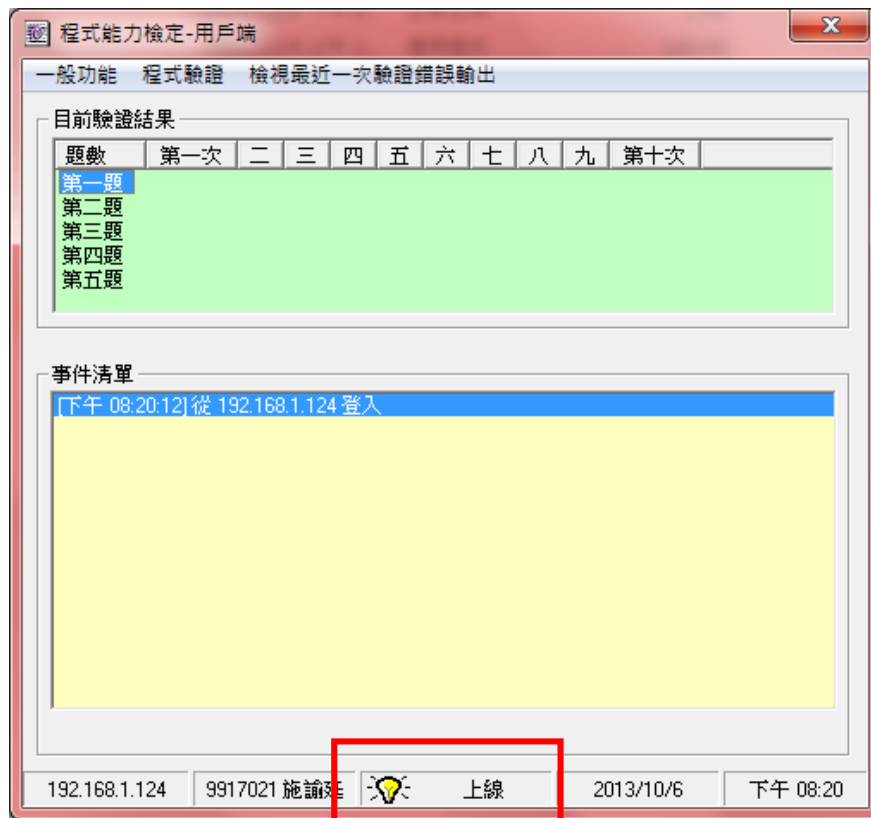 程式能力檢定-用戶端
一般功能 程式驗證 檢視最近一次驗證錯誤輸出
目前驗證結果
題數 第一次 二 三 四 五 六 七 八 九 第十次
第一題
第二題
第三題
第四題
第五題
事件清單
[下午 08:20:12] 從 192.168.1.124 登入
192.168.1.124 9917021 施諭延 上線 2013/10/6 下午 08:20